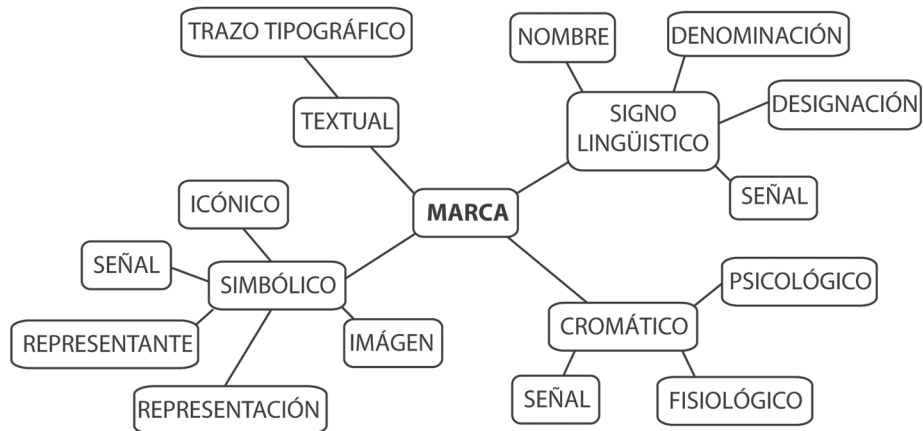 TRAZO TIPOGRÁFICO
NOMBRE
DENOMINACIÓN
TEXTUAL
SIGNO
LINGÜISTICO
DESIGNACIÓN
ICÓNICO
MARCA
SEÑAL
SEÑAL
SIMBÓLICO
PSICOLÓGICO
REPRESENTANTE
IMÁGEN
CROMÁTICO
REPRESENTACIÓN
SEÑAL
FISIOLÓGICO